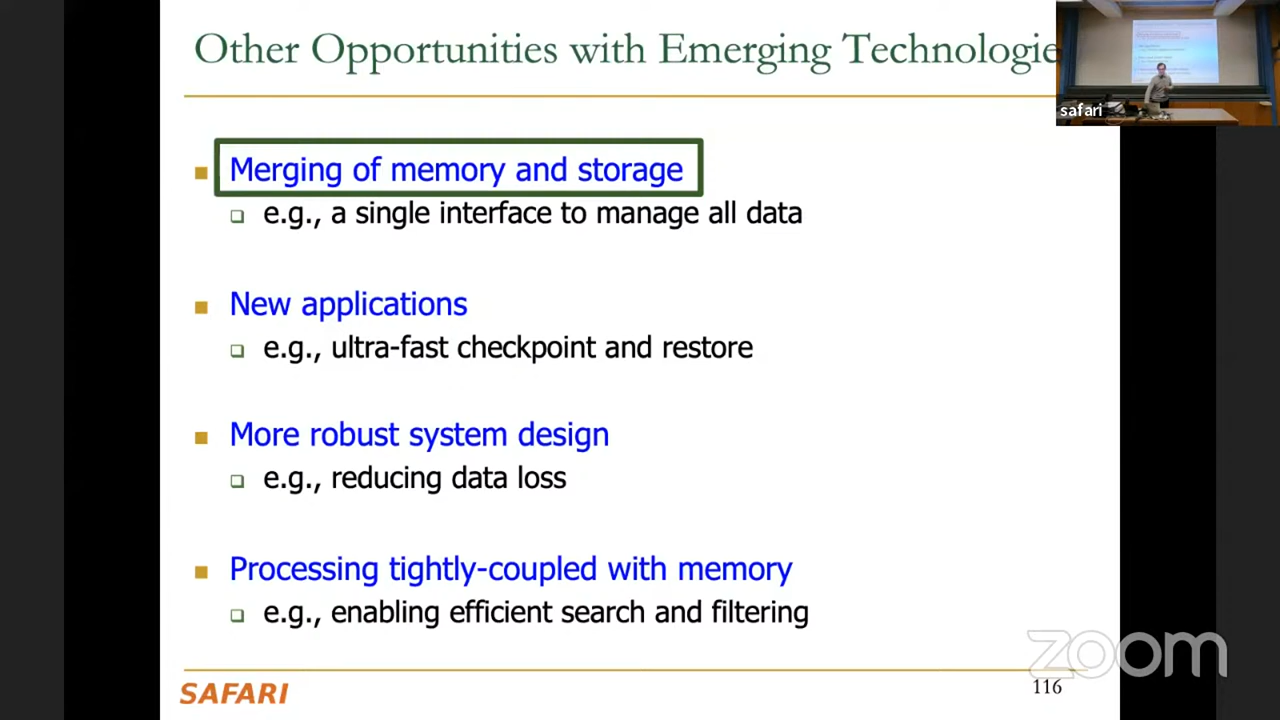 Other Opportunities with Emerging Technologie
safari
Merging of memory and storage
e.g., a single interface to manage all data
New applications
e.g., ultra-fast checkpoint and restore
More robust system design
e.g., reducing data loss
Processing tightly-coupled with memory
e.g., enabling efficient search and filtering
zoom
SAFARI
116